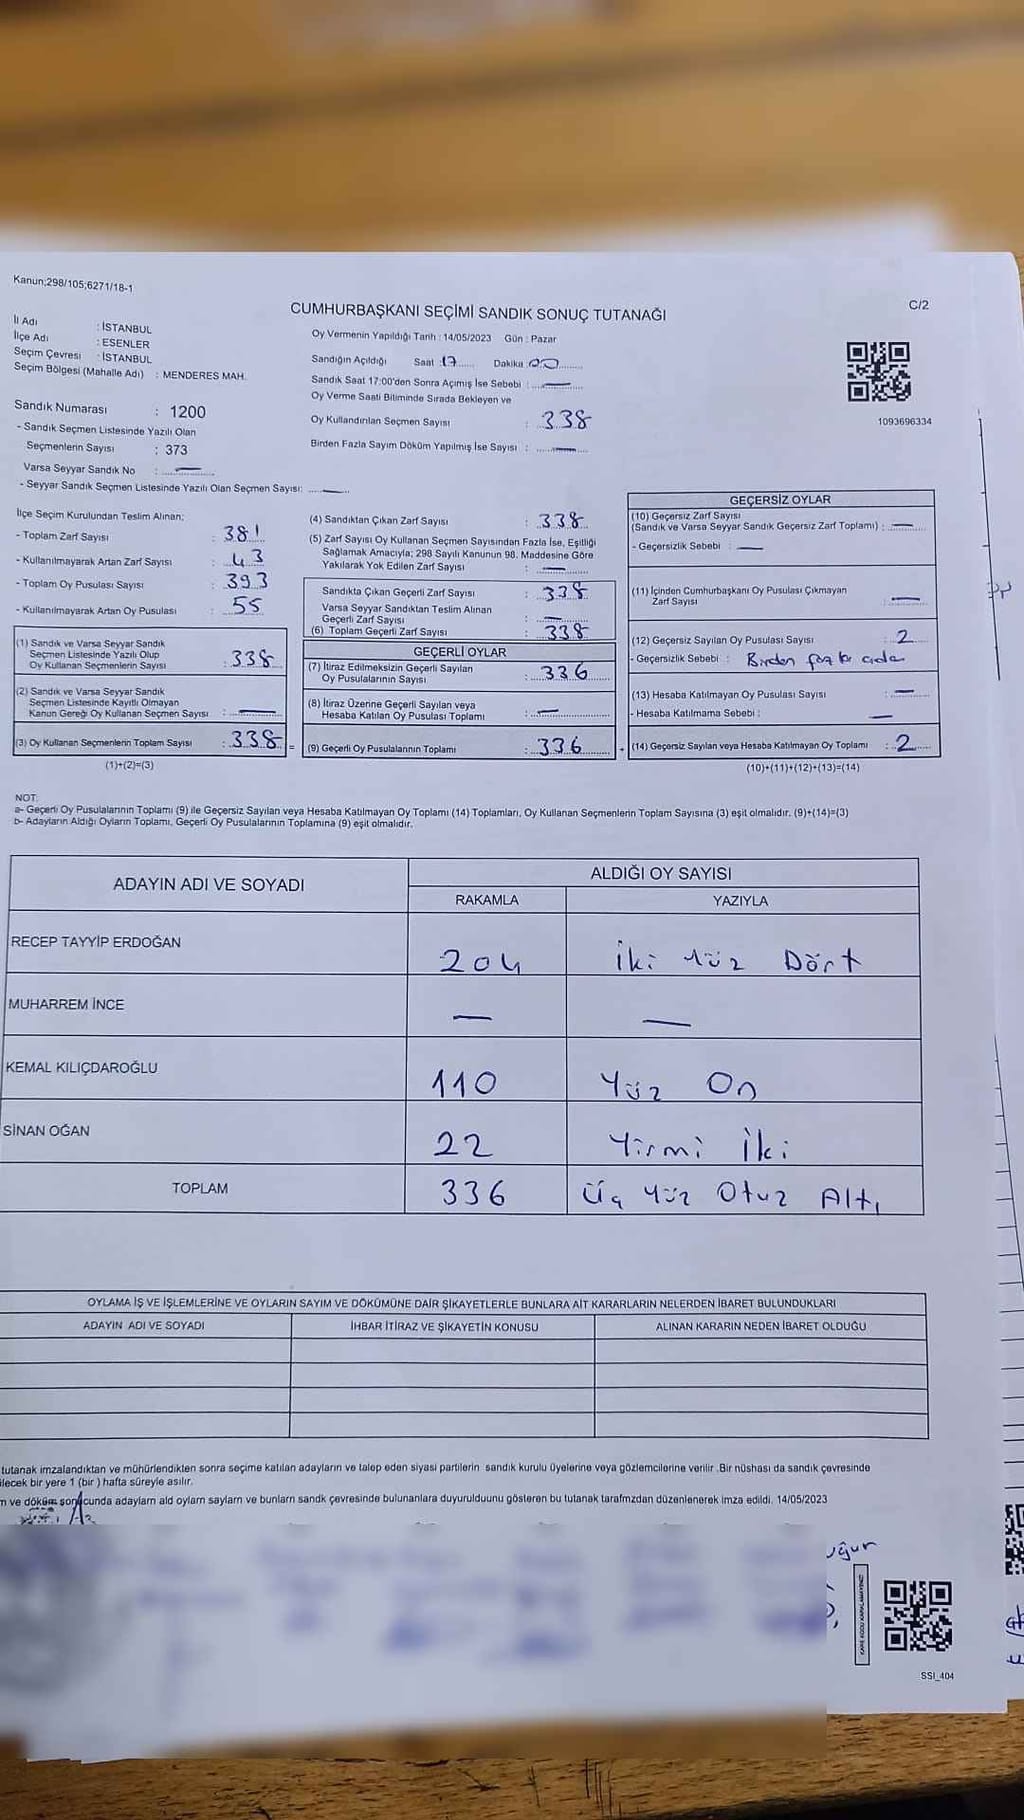 Kanun;298/105;6271/18-1
C/2
CUMHURBAŞKANI SEÇİMİ SANDIK SONUÇ TUTANAĞI
İl Adı : İSTANBUL
İlçe Adı : ESENLER
Seçim Çevresi : İSTANBUL
Seçim Bölgesi (Mahalle Adı) : MENDERES MAH.
Sandık Numarası : 1200
- Sandık Seçmen Listesinde Yazılı Olan
Seçmenlerin Sayısı : 373
Varsa Seyyar Sandık No : —
- Seyyar Sandık Seçmen Listesinde Yazılı Olan Seçmen Sayısı: —
Oy Vermenin Yapıldığı Tarih : 14/05/2023 Gün : Pazar
Sandığın Açıldığı Saat 17 Dakika 00
Sandık Saat 17:00'den Sonra Açımış İse Sebebi : —
Oy Verme Saati Bitiminde Sırada Bekleyen ve
Oy Kullandırılan Seçmen Sayısı : 338
Birden Fazla Sayım Döküm Yapılmış İse Sayısı : —
1093696334
İlçe Seçim Kurulundan Teslim Alınan;
- Toplam Zarf Sayısı : 381
- Kullanılmayarak Artan Zarf Sayısı : 43
- Toplam Oy Pusulası Sayısı : 393
- Kullanılmayarak Artan Oy Pusulası : 55
(1) Sandık ve Varsa Seyyar Sandık
Seçmen Listesinde Yazılı Olup
Oy Kullanan Seçmenlerin Sayısı : 338
(2) Sandık ve Varsa Seyyar Sandık
Seçmen Listesinde Kayıtlı Olmayan
Kanun Gereği Oy Kullanan Seçmen Sayısı : —
(3) Oy Kullanan Seçmenlerin Toplam Sayısı : 338 =
(1)+(2)=(3)
(4) Sandıktan Çıkan Zarf Sayısı : 338
(5) Zarf Sayısı Oy Kullanan Seçmen Sayısından Fazla İse, Eşitliği
Sağlamak Amacıyla; 298 Sayılı Kanunun 98. Maddesine Göre
Yakılarak Yok Edilen Zarf Sayısı : —
Sandıkta Çıkan Geçerli Zarf Sayısı : 338
Varsa Seyyar Sandıktan Teslim Alınan
Geçerli Zarf Sayısı : —
(6) Toplam Geçerli Zarf Sayısı : 338
GEÇERLİ OYLAR
(7) İtiraz Edilmeksizin Geçerli Sayılan
Oy Pusulalarının Sayısı : 336
(8) İtiraz Üzerine Geçerli Sayılan veya
Hesaba Katılan Oy Pusulası Toplamı : —
(9) Geçerli Oy Pusulalarının Toplamı : 336 +
GEÇERSİZ OYLAR
(10) Geçersiz Zarf Sayısı
(Sandık ve Varsa Seyyar Sandık Geçersiz Zarf Toplamı) : —
- Geçersizlik Sebebi : —
(11) İçinden Cumhurbaşkanı Oy Pusulası Çıkmayan
Zarf Sayısı : —
(12) Geçersiz Sayılan Oy Pusulası Sayısı : 2
- Geçersizlik Sebebi : Birden fazla
(13) Hesaba Katılmayan Oy Pusulası Sayısı : —
- Hesaba Katılmama Sebebi : —
(14) Geçersiz Sayılan veya Hesaba Katılmayan Oy Toplamı : 2
(10)+(11)+(12)+(13)=(14)
NOT:
a- Geçerli Oy Pusulalarının Toplamı (9) ile Geçersiz Sayılan veya Hesaba Katılmayan Oy Toplamı (14) Toplamları, Oy Kullanan Seçmenlerin Toplam Sayısına (3) eşit olmalıdır. (9)+(14)=(3)
b- Adayların Aldığı Oyların Toplamı, Geçerli Oy Pusulalarının Toplamına (9) eşit olmalıdır.
ADAYIN ADI VE SOYADI
ALDIĞI OY SAYISI
RAKAMLA YAZIYLA
RECEP TAYYİP ERDOĞAN 204 İki Yüz Dört
MUHARREM İNCE — —
KEMAL KILIÇDAROĞLU 110 Yüz On
SİNAN OĞAN 22 Yirmi İki
TOPLAM 336 Üç Yüz Otuz Altı
OYLAMA İŞ VE İŞLEMLERİNE VE OYLARIN SAYIM VE DÖKÜMÜNE DAİR ŞİKAYETLERLE BUNLARA AİT KARARLARIN NELERDEN İBARET BULUNDUKLARI
ADAYIN ADI VE SOYADI İHBAR İTİRAZ VE ŞİKAYETİN KONUSU ALINAN KARARIN NEDEN İBARET OLDUĞU
tutanak imzalandıktan ve mühürlendikten sonra seçime katılan adayların ve talep eden siyasi partilerin sandık kurulu üyelerine veya gözlemcilerine verilir .Bir nüshası da sandık çevresinde
ilecek bir yere 1 (bir ) hafta süreyle asılır.
m ve döküm sonucunda adayların ald oyların sayların ve bunların sandk çevresinde bulunanlara duyurulduunu gösteren bu tutanak tarafmzdan düzenlenerek imza edildi. 14/05/2023
KARE KODU KARALAMAYINIZ!
SSI_404